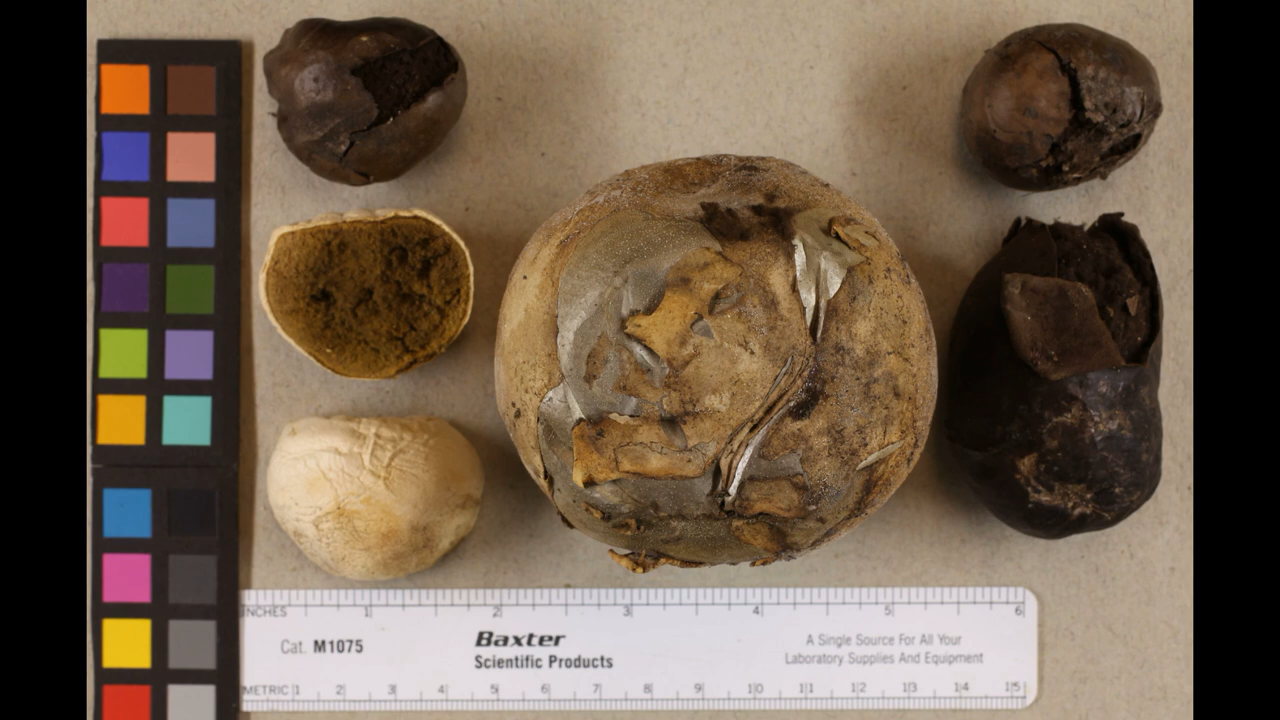 INCHES 1 2 3 4 5 6
Cat. M1075
Baxter
Scientific Products
A Single Source For All Your
Laboratory Supplies And Equipment
METRIC 1 2 3 4 5 6 7 8 9 10 11 12 13 14 15